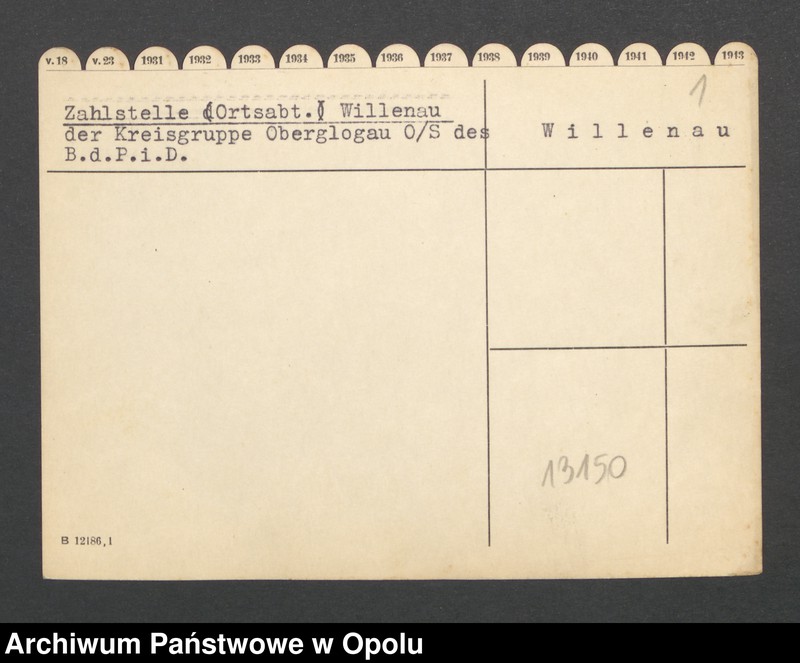 v. 18 v. 23 1931 1932 1933 1934 1935 1936 1937 1938 1939 1940 1941 1942 1943
1
Zahlstelle (Ortsabt.) Willenau
der Kreisgruppe Oberglogau O/S des
B.d.P.i.D.
Willenau
13150
B 12186,1
Archiwum Państwowe w Opolu